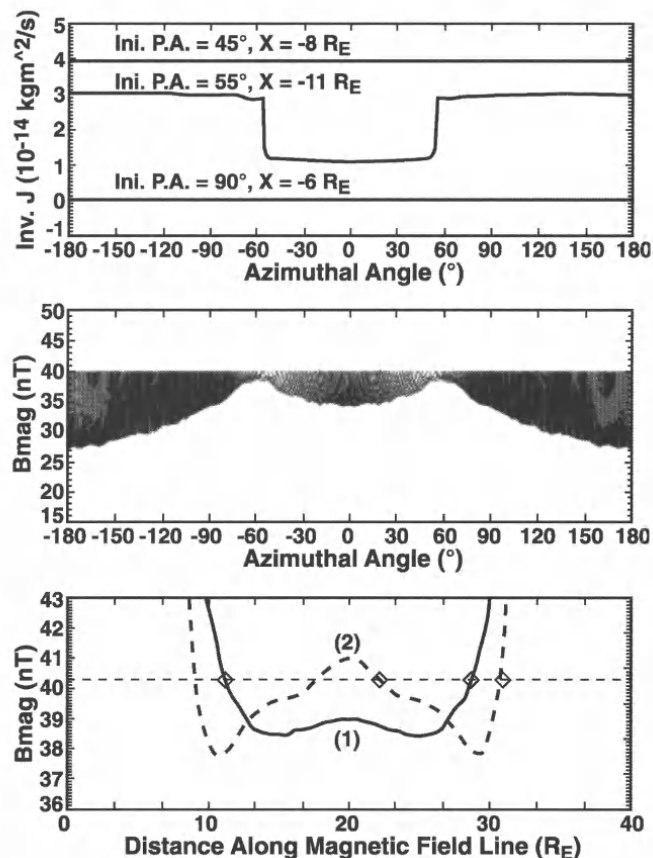 Inv. J (10-14 kgm^2/s)
5
4
3
2
1
0
-1
Ini. P.A. = 45°, X = -8 RE
Ini. P.A. = 55°, X = -11 RE
Ini. P.A. = 90°, X = -6 RE
-180 -150 -120 -90 -60 -30 0 30 60 90 120 150 180
Azimuthal Angle (°)
Bmag (nT)
50
45
40
35
30
25
20
15
-180 -150 -120 -90 -60 -30 0 30 60 90 120 150 180
Azimuthal Angle (°)
Bmag (nT)
43
42
41
40
39
38
37
36
(2)
(1)
0 10 20 30 40
Distance Along Magnetic Field Line (RE)